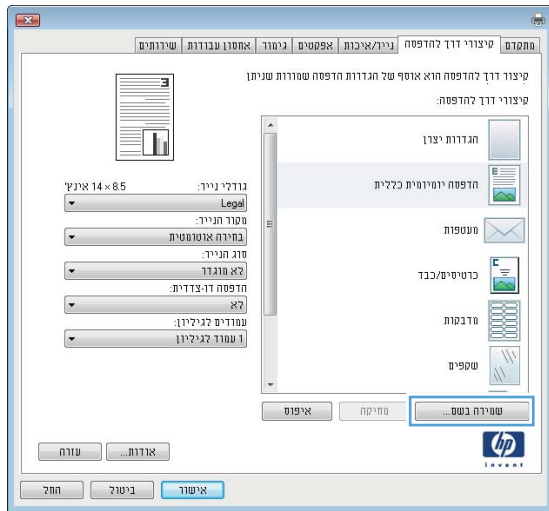 מתקדם קיצורי דרך להדפסה נייר/איכות אפקטים גימור אחסון עבודות שירותים
קיצור דרך להדפסה הוא אוסף של הגדרות הדפסה שמורות שניתן
קיצורי דרך להדפסה:
הגדרות יצרן
הדפסה יומיומית כללית
מעטפות
כרטיסים/כבד
מדבקות
שקפים
גודלי נייר: 8.5 × 14 אינץ'
Legal
מקור הנייר:
בחירה אוטומטית
סוג הנייר:
לא מוגדר
הדפסה דו-צדדית:
לא
עמודים לגיליון:
1 עמוד לגיליון
שמירה בשם... מחיקה איפוס
hp
invent
אודות... עזרה
אישור ביטול החל